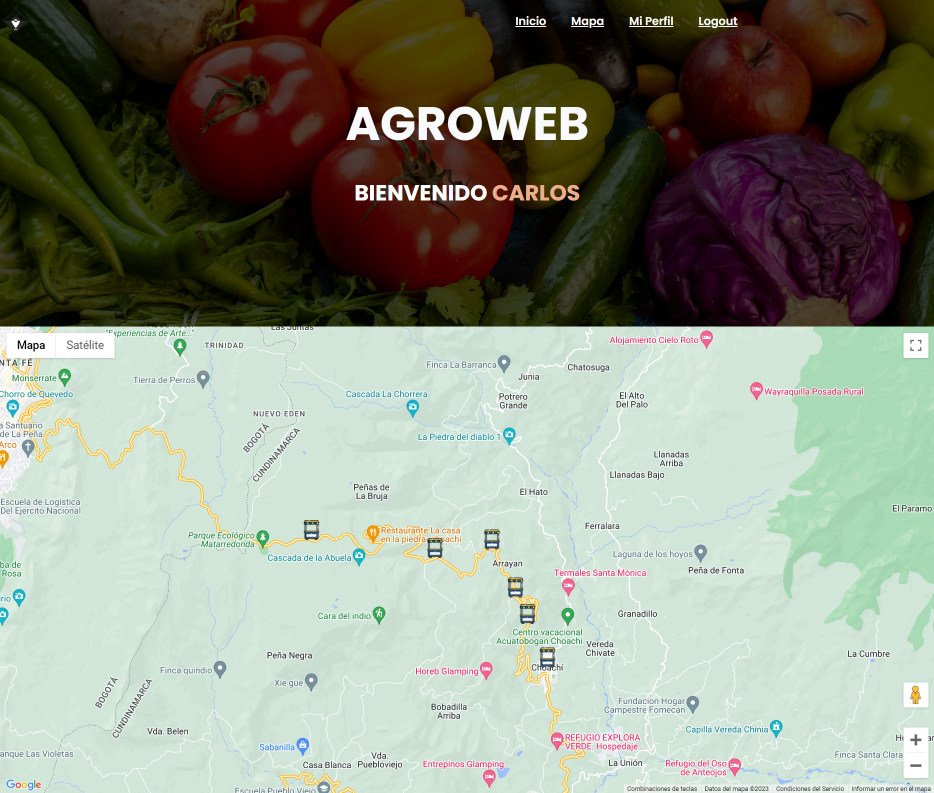 Inicio
Mapa
Mi Perfil
Logout
AGROWEB
BIENVENIDO CARLOS
Las Juntas
Experiencias de Arte...
Mapa
Satélite
TRINIDAD
Alojamiento Cielo Roto
NTA FÉ
Finca La Barranca
Chatosuga
Monserrate
Tierra de Perros
Junia
Chorro de Quevedo
Cascada La Chorrera
Potrero
Grande
El Alto
Del Palo
Wayraquilla Posada Rural
NUEVO EDEN
a Santuario
de La Peña
Arco
BOGOTÁ
CUNDINAMARCA
La Piedra del diablo 1
Llanadas
Arriba
Llanadas Bajo
Peñas de
La Bruja
El Hato
Escuela de Logística
Del Ejercito Nacional
El Paramo
Ferralara
Parque Ecológico
Matarredonda
Restaurante La casa
en la piedra choachi
Cascada de la Abuela
Laguna de los hoyos
Arrayan
Peña de Fonta
ba de
Rosa
Termales Santa Mónica
rio
Cara del indio
Granadillo
Centro vacacional
Acuatobogan Choachí
Vereda
Chivate
Peña Negra
La Cumbre
Finca quindio
Horeb Glamping
Choachí
Xie gue
BOGOTÁ
CUNDINAMARCA
Bobadilla
Arriba
Fundacion Hogar
Campestre Fomecan
Vda. Belen
Capilla Vereda Chinia
Sabanilla
REFUGIO EXPLORA
VERDE. Hospedaje...
anque Las Violetas
Vda.
Puebloviejo
Casa Blanca
Entrepinos Glamping
La Unión
Refugio del Oso
de Anteojos
Finca Santa Clara
Escuela Pueblo Viejo
Google
Combinaciones de teclas
Datos del mapa ©2023
Condiciones del Servicio
Informar un error en el mapa